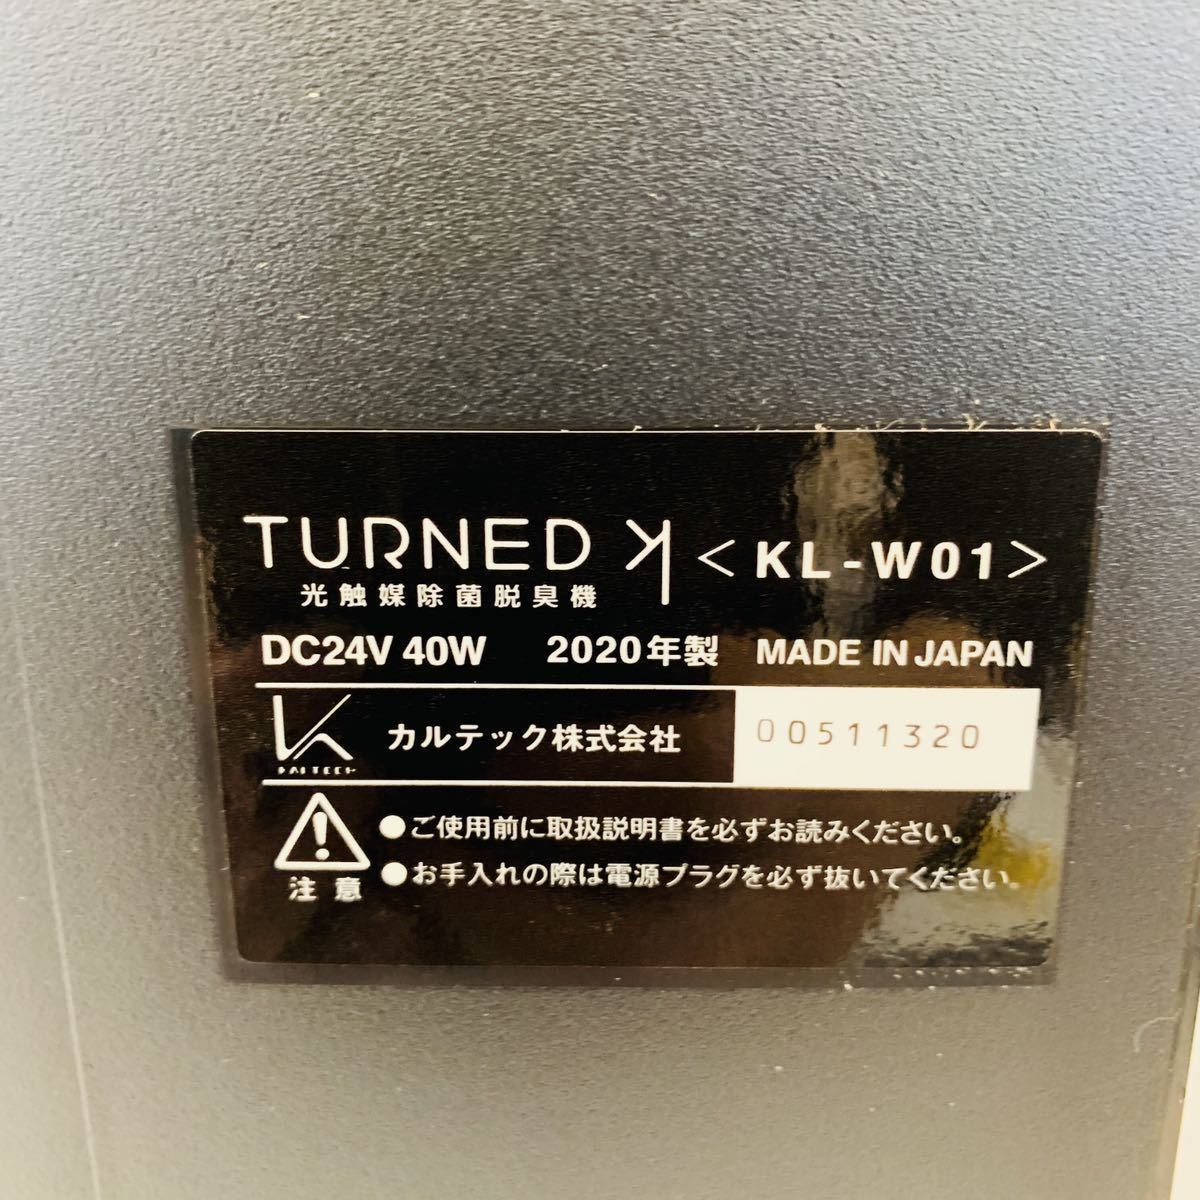 TURNED K <KL-W01>
光触媒除菌脱臭機
DC24V 40W 2020年製 MADE IN JAPAN
KALTECH カルテック株式会社 00511320
●ご使用前に取扱説明書を必ずお読みください。
●お手入れの際は電源プラグを必ず抜いてください。
注意